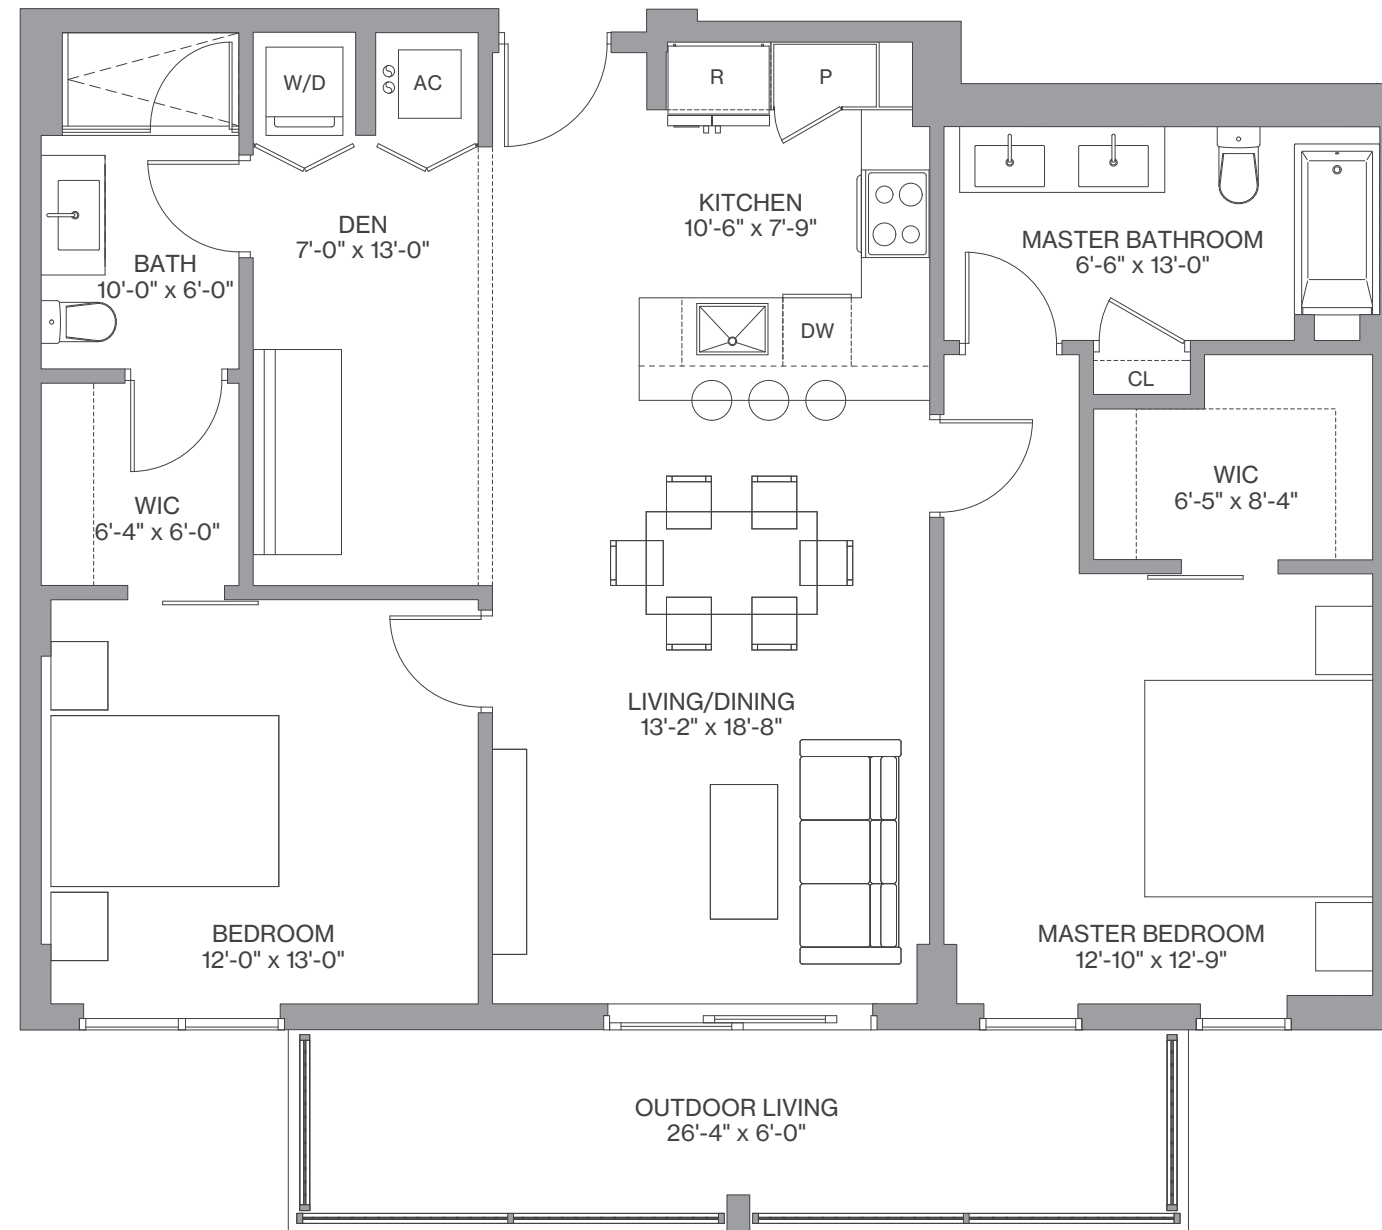 W/D
AC
R
P
KITCHEN
10'-6" x 7'-9"
DEN
7'-0" x 13'-0"
MASTER BATHROOM
6'-6" x 13'-0"
BATH
10'-0" x 6'-0"
DW
CL
WIC
6'-5" x 8'-4"
WIC
6'-4" x 6'-0"
LIVING/DINING
13'-2" x 18'-8"
BEDROOM
12'-0" x 13'-0"
MASTER BEDROOM
12'-10" x 12'-9"
OUTDOOR LIVING
26'-4" x 6'-0"